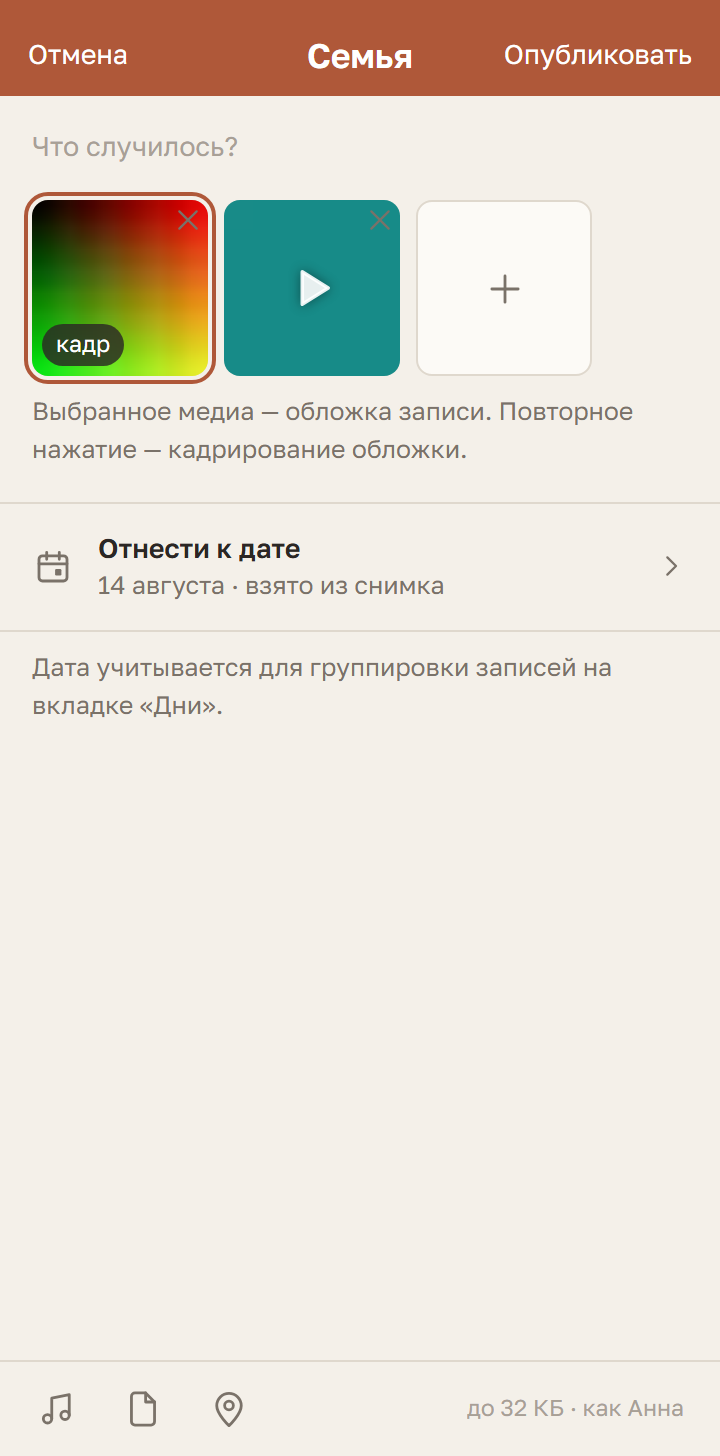 Отмена
Семья
Опубликовать
Что случилось?
кадр
Выбранное медиа — обложка записи. Повторное
нажатие — кадрирование обложки.
Отнести к дате
14 августа · взято из снимка
Дата учитывается для группировки записей на
вкладке «Дни».
до 32 КБ · как Анна